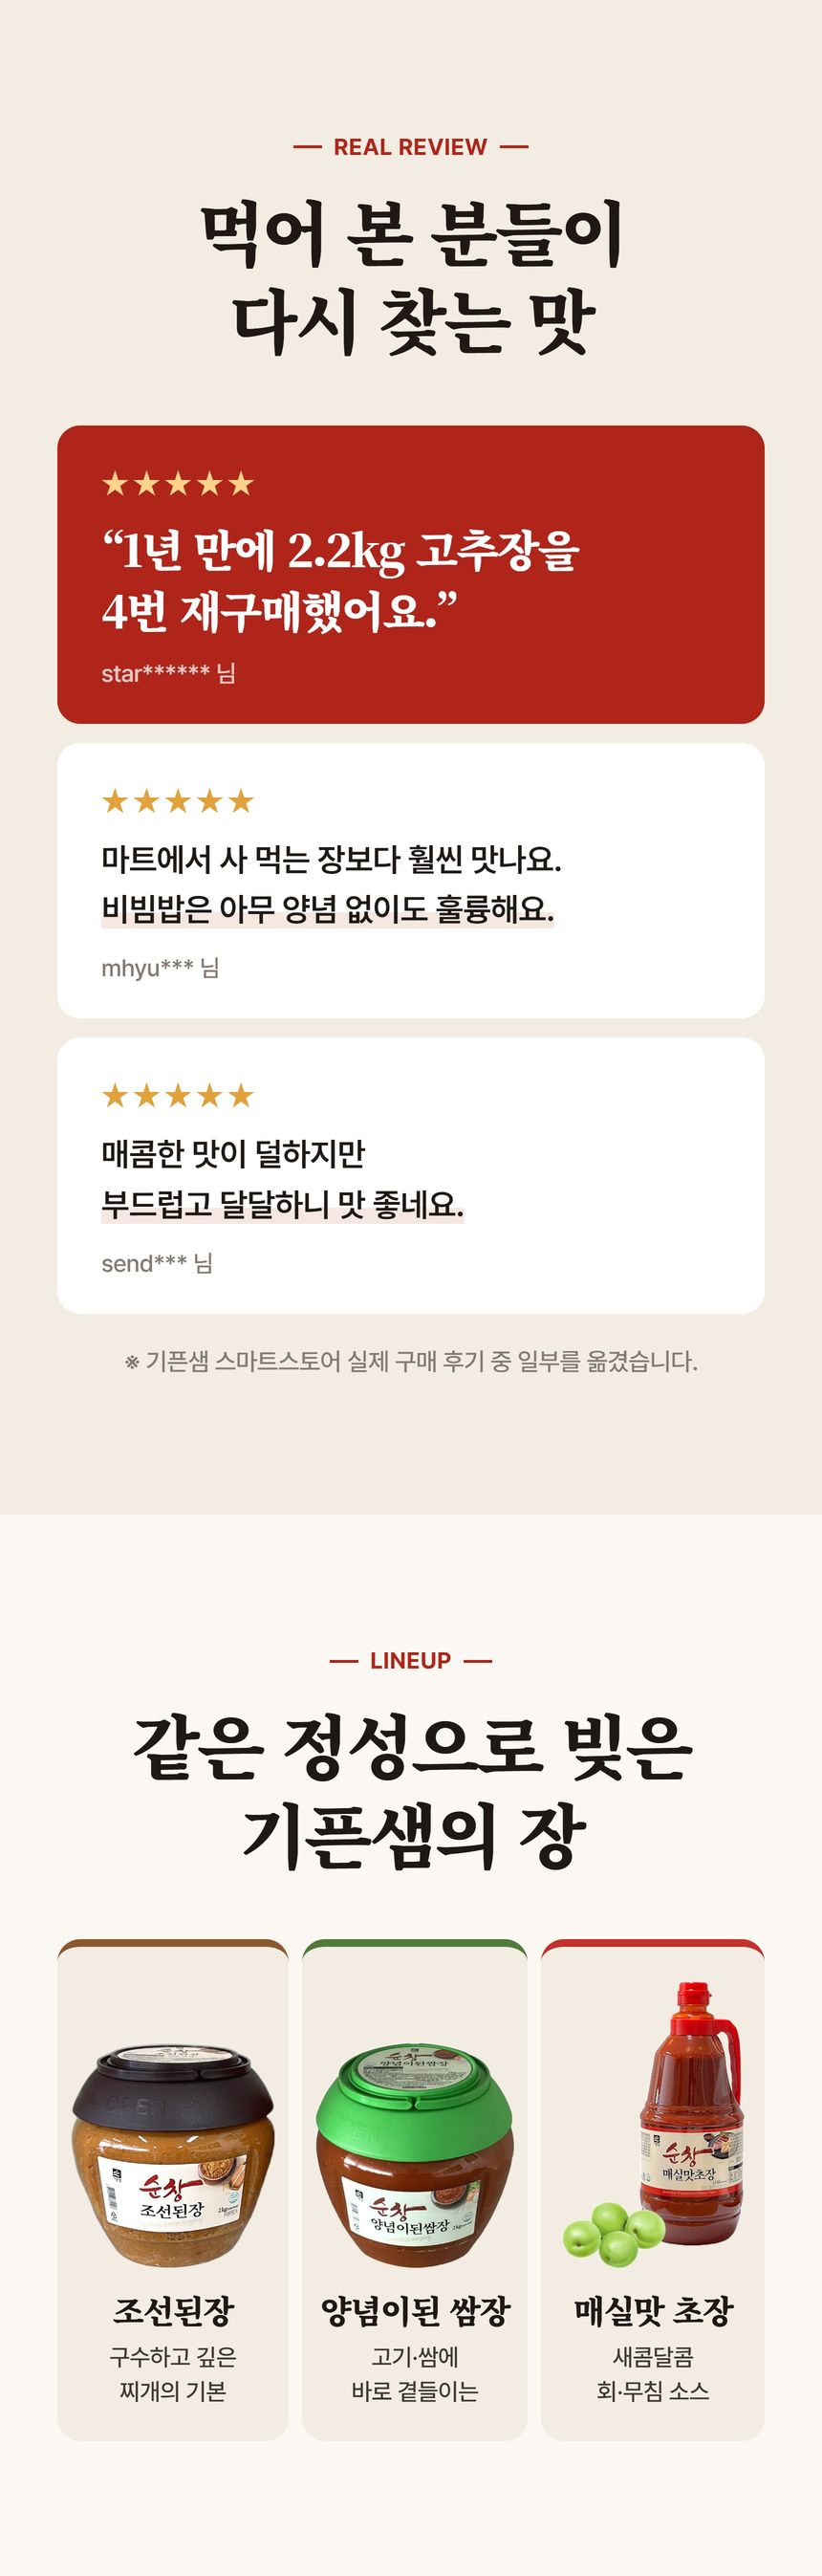 REAL REVIEW
먹어 본 분들이
다시 찾는 맛
★★★★★
“1년 만에 2.2kg 고추장을
4번 재구매했어요.”
star****** 님
★★★★★
마트에서 사 먹는 장보다 훨씬 맛나요.
비빔밥은 아무 양념 없이도 훌륭해요.
mhyu*** 님
★★★★★
매콤한 맛이 덜하지만
부드럽고 달달하니 맛 좋네요.
send*** 님
※ 기픈샘 스마트스토어 실제 구매 후기 중 일부를 옮겼습니다.
LINEUP
같은 정성으로 빚은
기픈샘의 장
OPEN
순창
조선된장
조선된장
구수하고 깊은
찌개의 기본
순창
양념이된쌈장
순창
양념이된쌈장
양념이된 쌈장
고기·쌈에
바로 곁들이는
순창
매실맛초장
매실맛 초장
새콤달콤
회·무침 소스